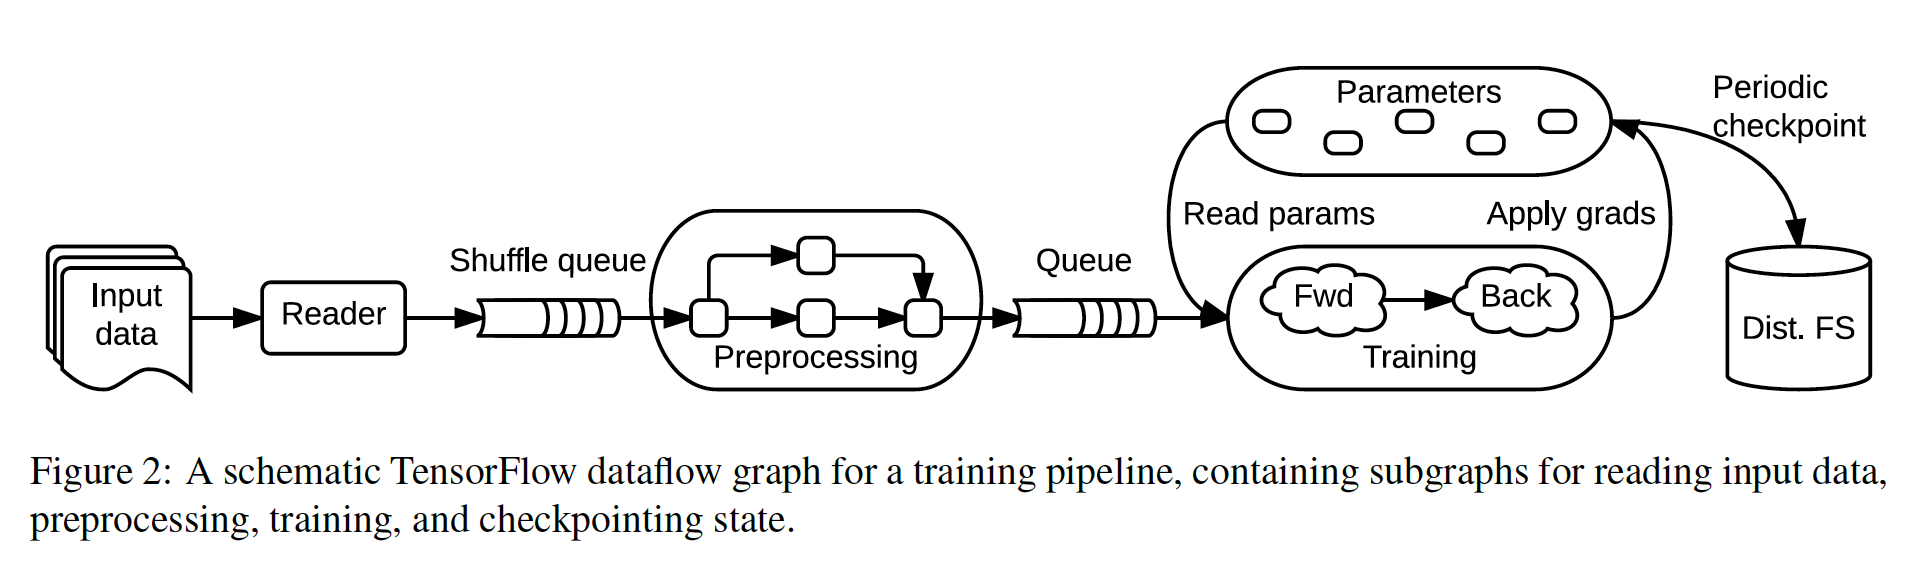 Input
data
Reader
Shuffle queue
Preprocessing
Queue
Parameters
Read params
Apply grads
Fwd
Back
Training
Periodic
checkpoint
Dist. FS
Figure 2: A schematic TensorFlow dataflow graph for a training pipeline, containing subgraphs for reading input data,
preprocessing, training, and checkpointing state.